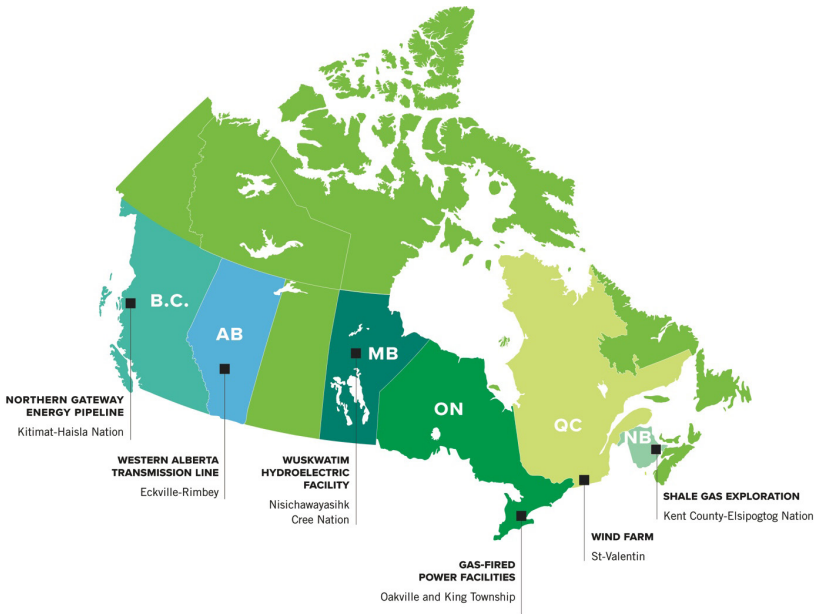 B.C.
AB
MB
ON
QC
NB
NORTHERN GATEWAY
ENERGY PIPELINE
Kitimat-Haisla Nation
WESTERN ALBERTA
TRANSMISSION LINE
Eckville-Rimbey
WUSKWATIM
HYDROELECTRIC
FACILITY
Nisichawayasihk
Cree Nation
GAS-FIRED
POWER FACILITIES
Oakville and King Township
WIND FARM
St-Valentin
SHALE GAS EXPLORATION
Kent County-Elsipogtog Nation